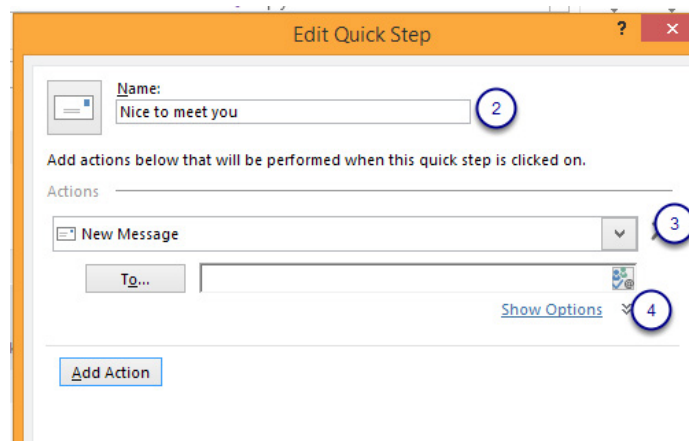 Edit Quick Step
?
Name:
Nice to meet you
2
Add actions below that will be performed when this quick step is clicked on.
Actions
New Message
3
To...
Show Options
4
Add Action